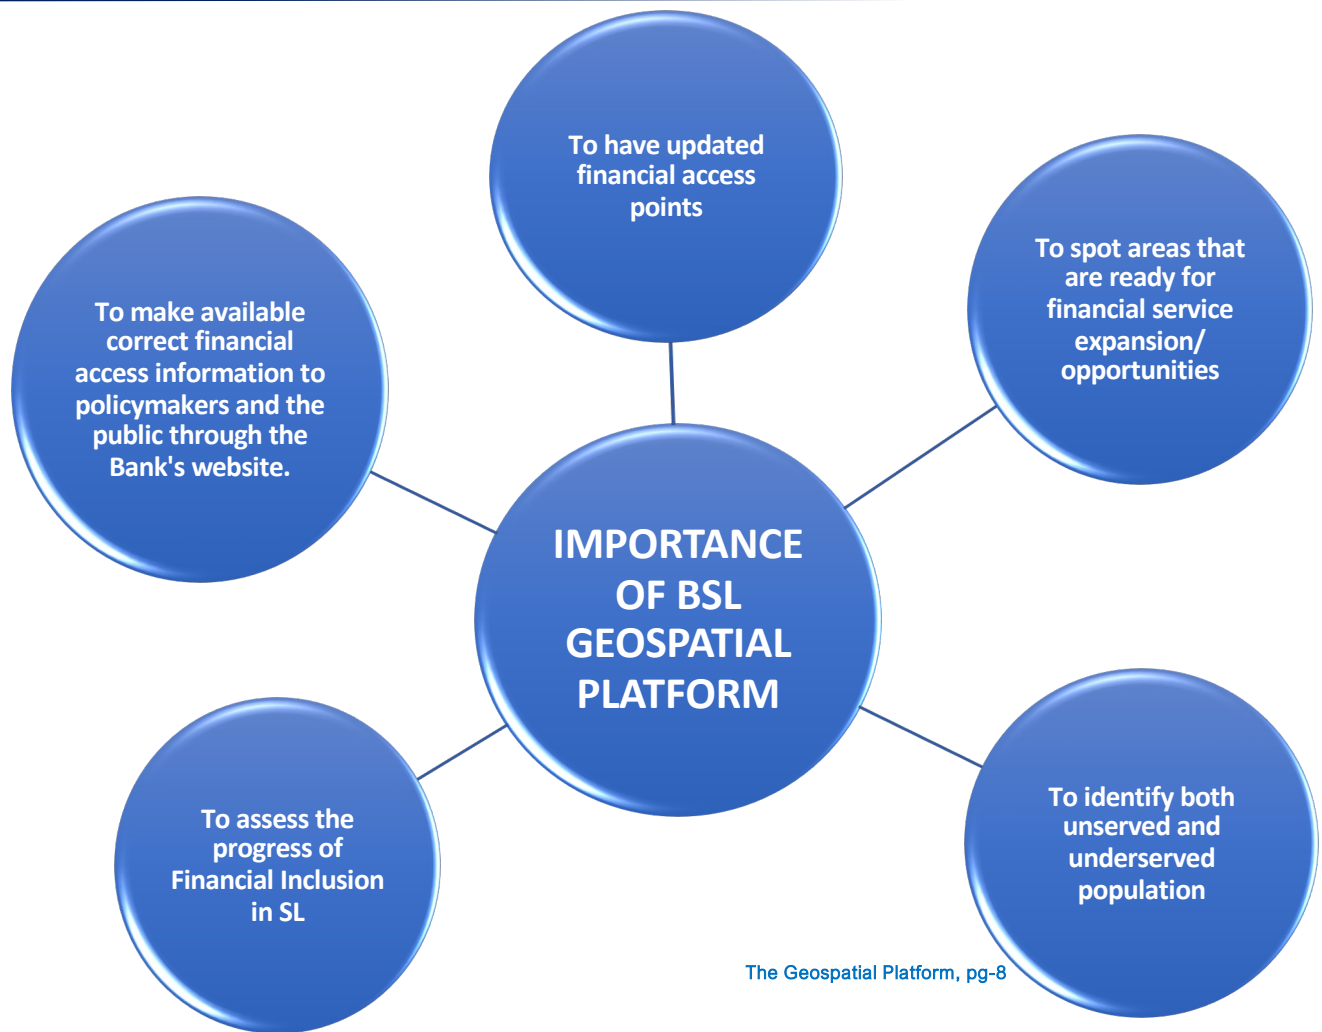 To have updated
financial access
points
To spot areas that
are ready for
financial service
expansion/
opportunities
To make available
correct financial
access information to
policymakers and the
public through the
Bank's website.
IMPORTANCE
OF BSL
GEOSPATIAL
PLATFORM
To assess the
progress of
Financial Inclusion
in SL
To identify both
unserved and
underserved
population
The Geospatial Platform, pg-8